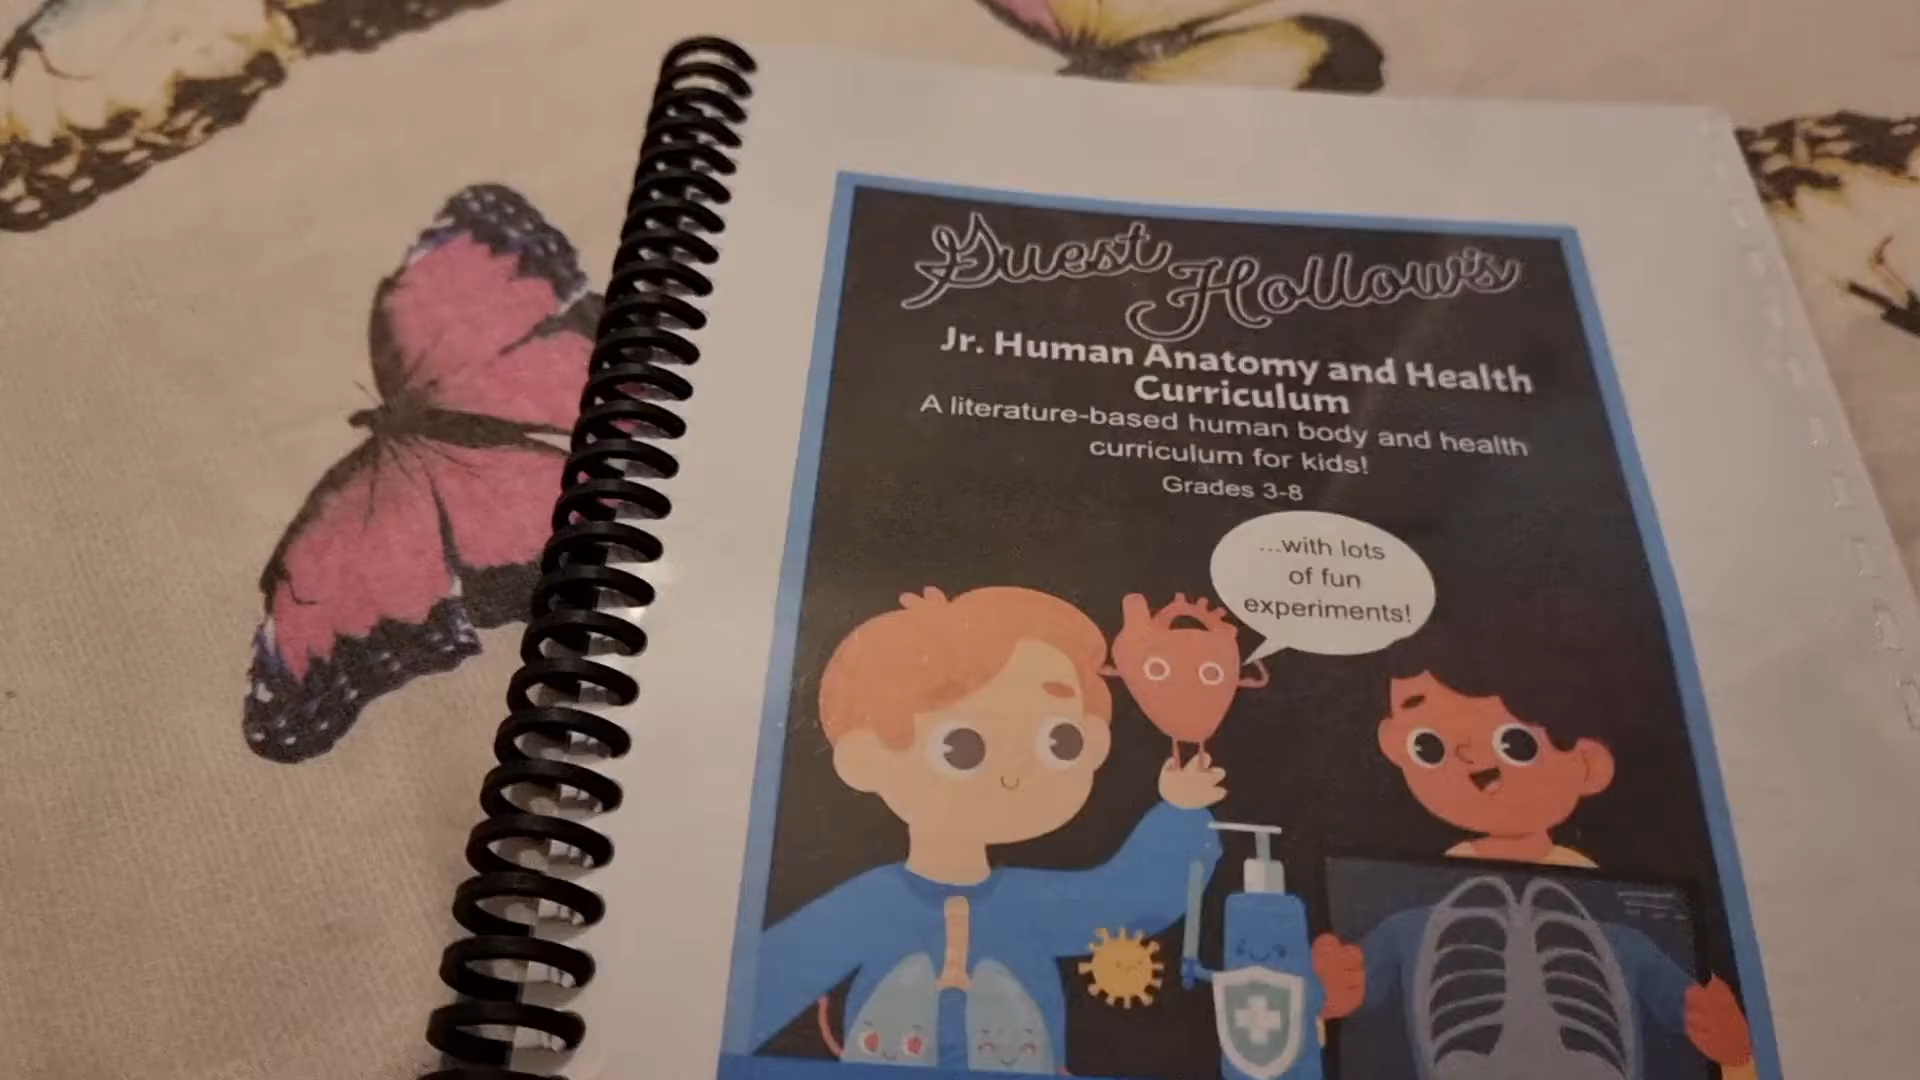 Guest
Hollow's
Jr. Human Anatomy and Health
Curriculum
A literature-based human body and health
curriculum for kids!
Grades 3-8
...with lots
of fun
experiments!